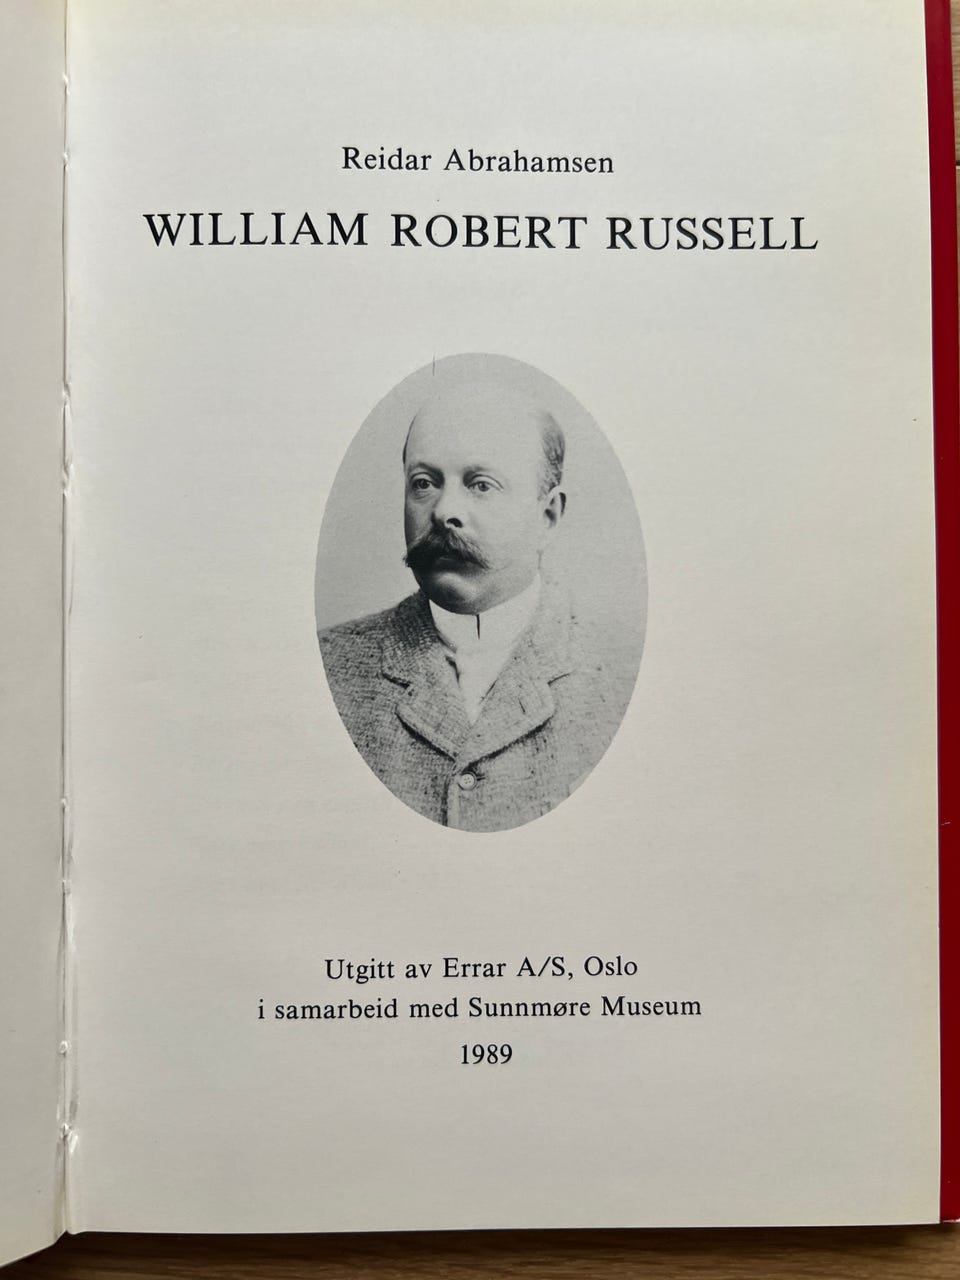 Reidar Abrahamsen
WILLIAM ROBERT RUSSELL
Utgitt av Errar A/S, Oslo
i samarbeid med Sunnmøre Museum
1989